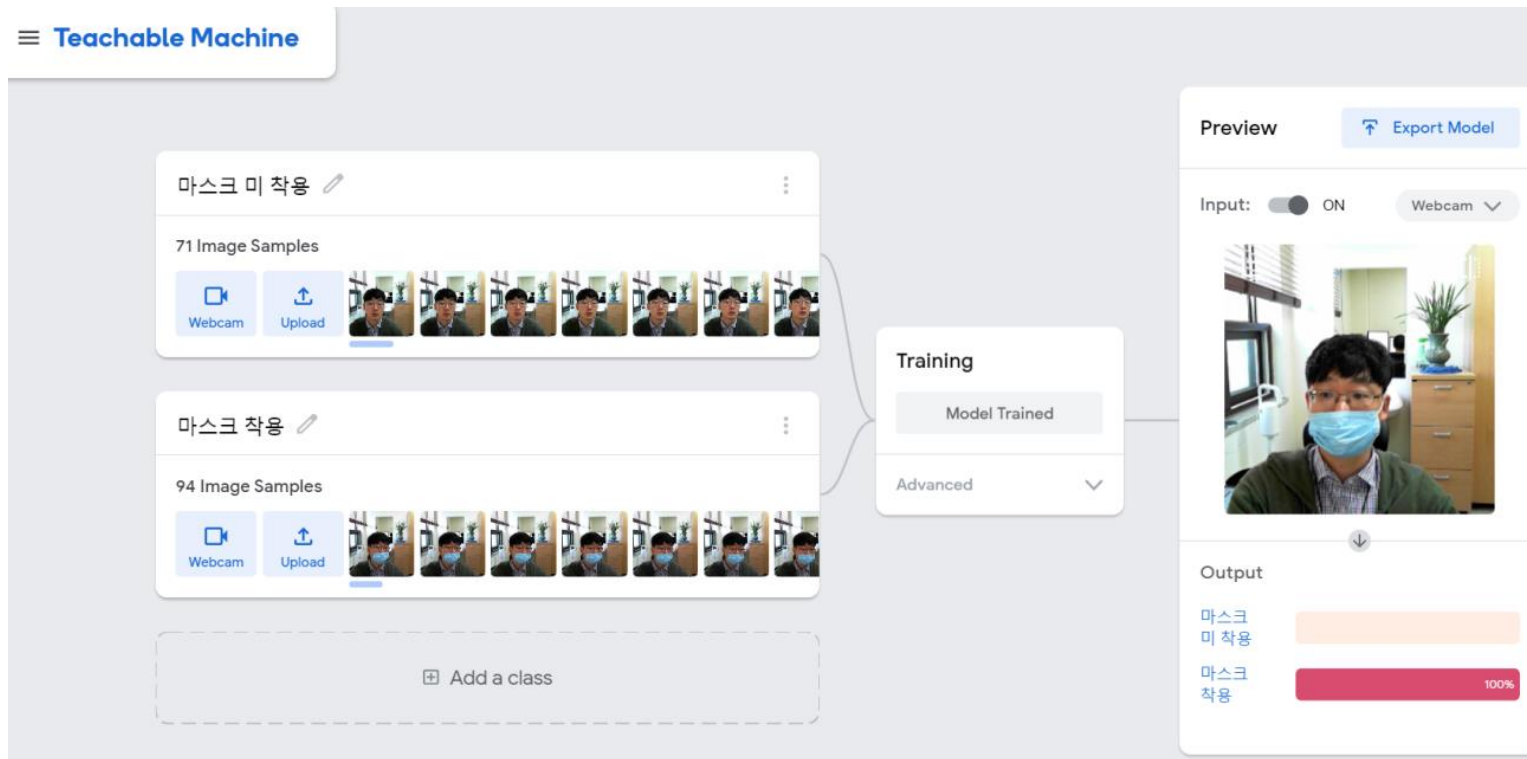 Teachable Machine
마스크 미 착용
71 Image Samples
Webcam
Upload
마스크 착용
94 Image Samples
Webcam
Upload
Add a class
Training
Model Trained
Advanced
Preview
Export Model
Input: ON Webcam
Output
마스크
미 착용
마스크
착용
100%